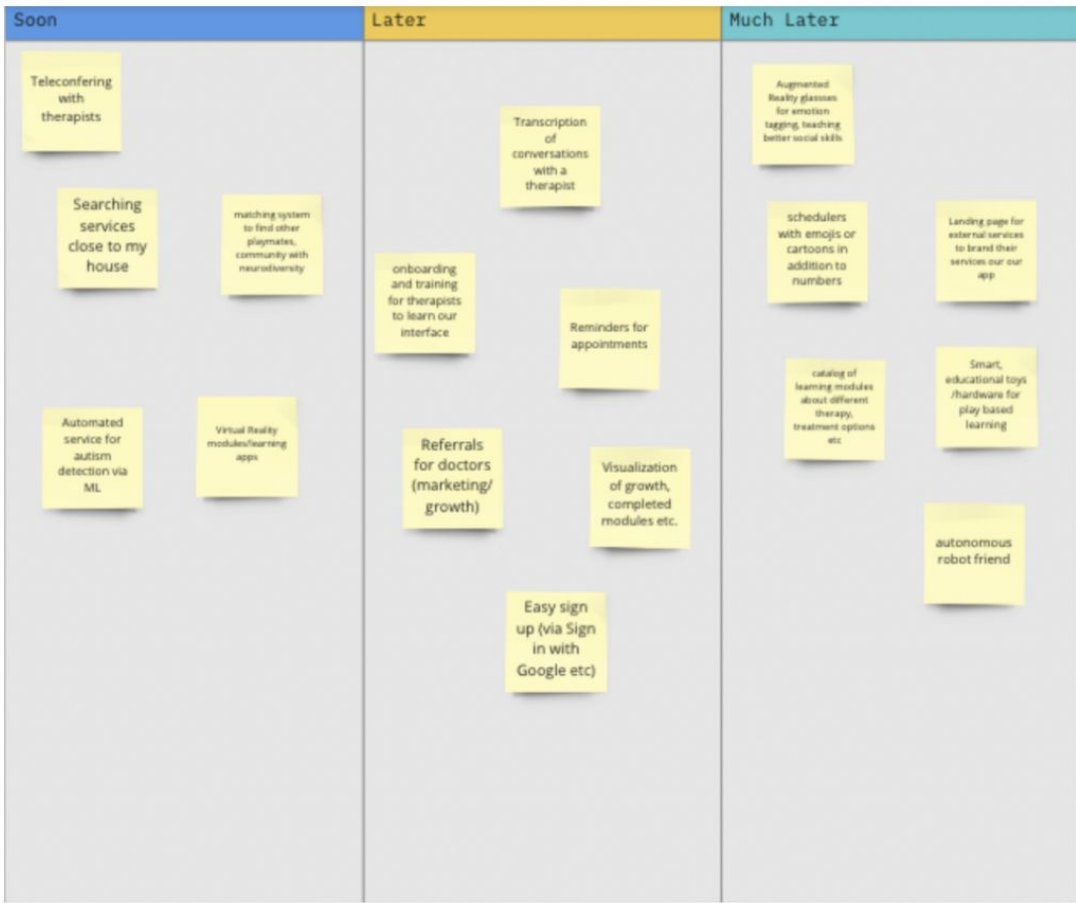 Soon
Teleconfering
with
therapists
Searching
services
close to my
house
matching system
to find other
playmates,
community with
neurodiversity
Automated
service for
autism
detection via
ML
Virtual Reality
modules/learning
apps
Later
Transcription
of
conversations
with a
therapist
onboarding
and training
for therapists
to learn our
interface
Reminders for
appointments
Referrals
for doctors
(marketing/
growth)
Visualization
of growth,
completed
modules etc.
Easy sign
up (via Sign
in with
Google etc)
Much Later
Augmented
Reality glassses
for emotion
tagging, teaching
better social skills
schedulers
with emojis or
cartoons in
addition to
numbers
Landing page for
external services
to brand their
services our our
app
catalog of
learning modules
about different
therapy,
treatment options
etc
Smart,
educational toys
/hardware for
play based
learning
autonomous
robot friend